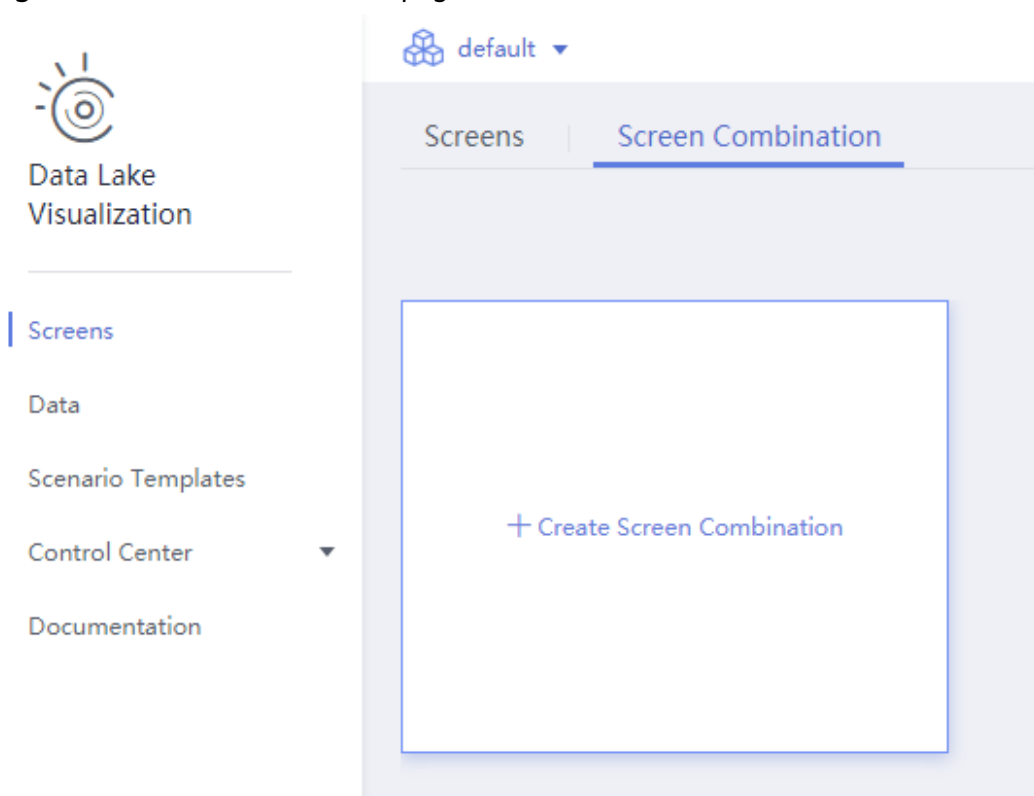 default
Screens
Screen Combination
Data Lake
Visualization
Screens
Data
Scenario Templates
Control Center
Documentation
+ Create Screen Combination